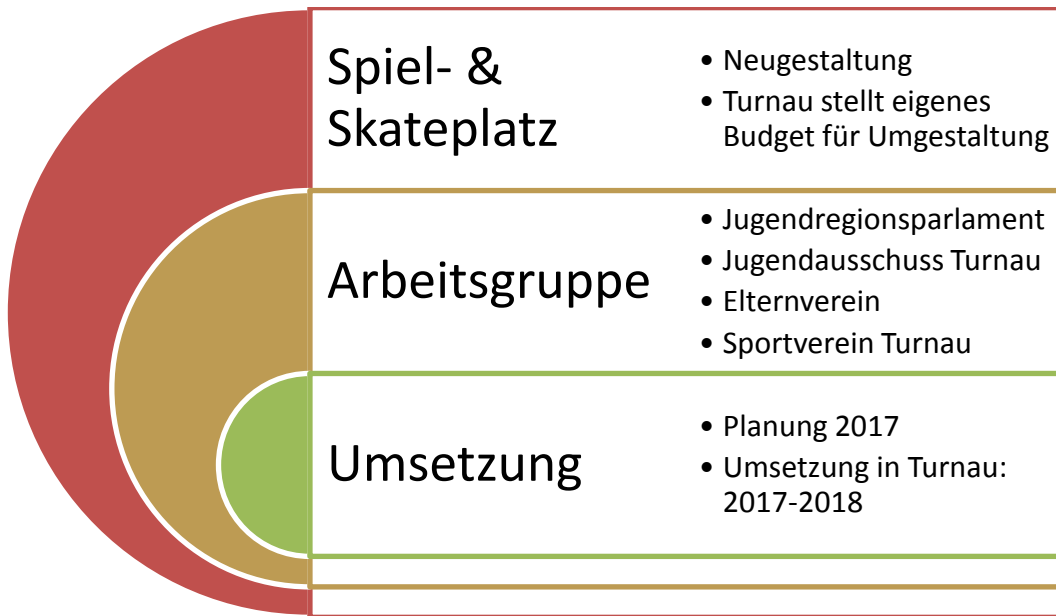 Spiel- &
Skateplatz
• Neugestaltung
• Turnau stellt eigenes
Budget für Umgestaltung
Arbeitsgruppe
• Jugendregionsparlament
• Jugendausschuss Turnau
• Elternverein
• Sportverein Turnau
Umsetzung
• Planung 2017
• Umsetzung in Turnau:
2017-2018